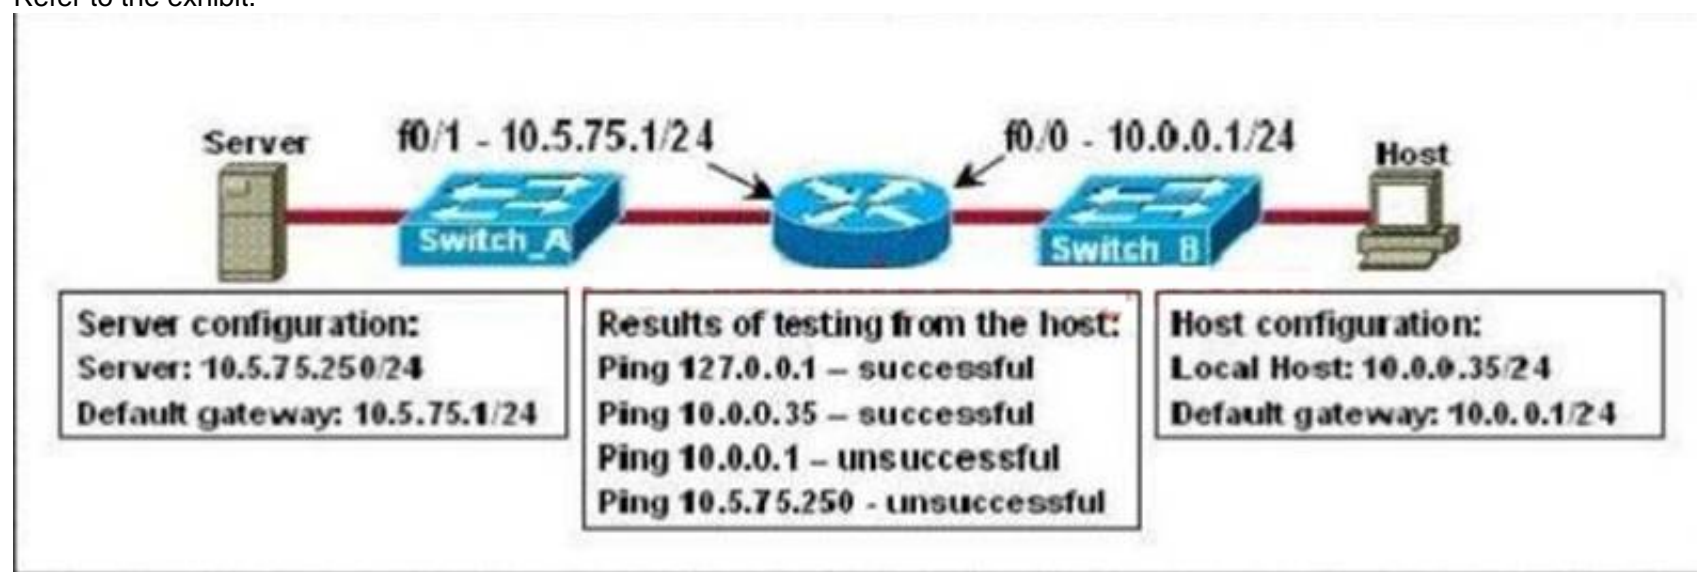 Refer to the exhibit.
Server
f0/1 - 10.5.75.1/24
f0/0 - 10.0.0.1/24
Host
Switch_A
Switch B
Server configuration:
Server: 10.5.75.250/24
Default gateway: 10.5.75.1/24
Results of testing from the host:
Ping 127.0.0.1 – successful
Ping 10.0.0.35 – successful
Ping 10.0.0.1 – unsuccessful
Ping 10.5.75.250 - unsuccessful
Host configuration:
Local Host: 10.0.0.35/24
Default gateway: 10.0.0.1/24